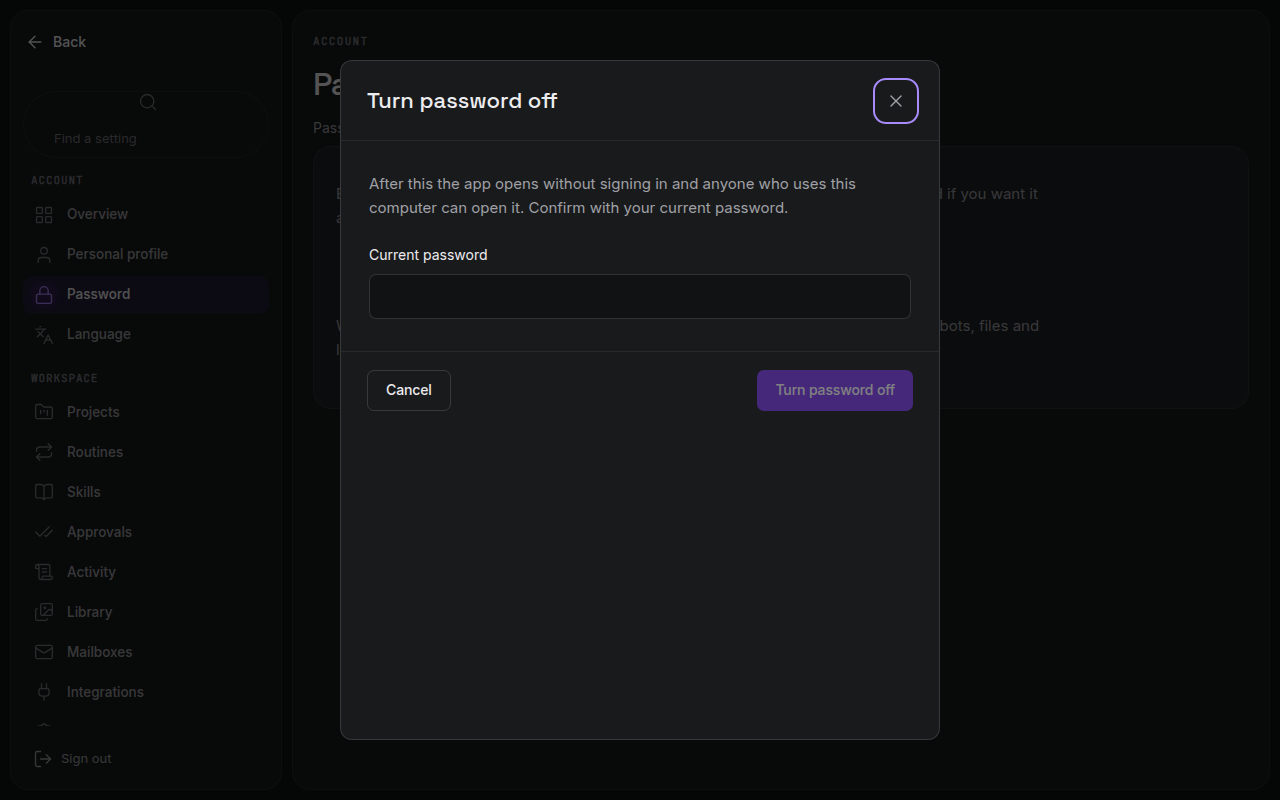 Back
Find a setting
ACCOUNT
Overview
Personal profile
Password
Language
WORKSPACE
Projects
Routines
Skills
Approvals
Activity
Library
Mailboxes
Integrations
Sign out
ACCOUNT
Turn password off
After this the app opens without signing in and anyone who uses this
computer can open it. Confirm with your current password.
Current password
Cancel
Turn password off
if you want it
bots, files and